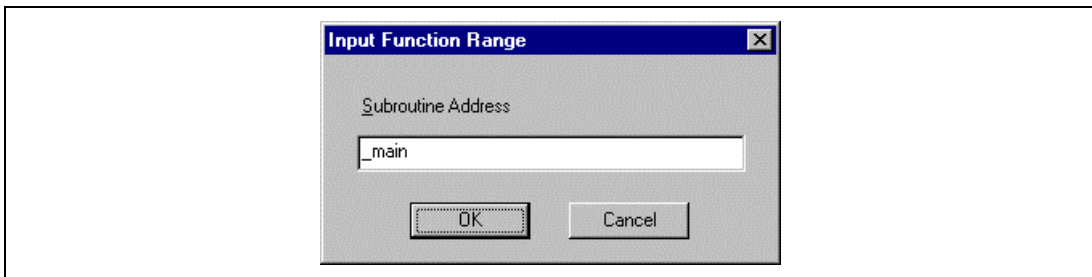 Input Function Range
Subroutine Address
_main
OK Cancel